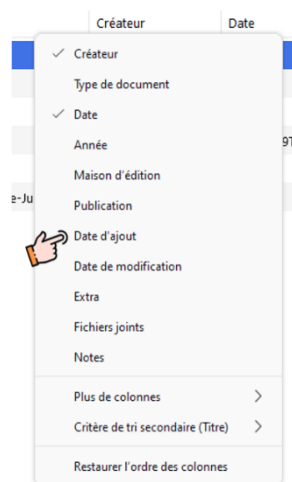 Créateur Date
Créateur
Type de document
Date
Année
Maison d'édition
Publication
Date d'ajout
Date de modification
Extra
Fichiers joints
Notes
Plus de colonnes
Critère de tri secondaire (Titre)
Restaurer l'ordre des colonnes